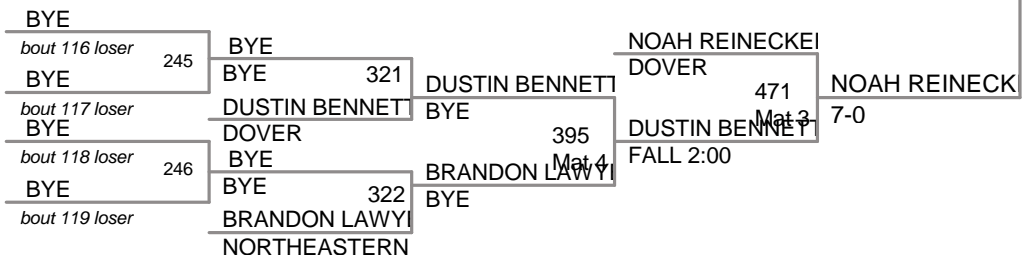 BYE
bout 116 loser
245
BYE
bout 117 loser
BYE
bout 118 loser
246
BYE
bout 119 loser
BYE
BYE
321
DUSTIN BENNETT
DOVER
BYE
BYE
322
BRANDON LAWYI
NORTHEASTERN
DUSTIN BENNETT
BYE
395
Mat 4
BRANDON LAWYI
BYE
NOAH REINECKEI
DOVER
471
Mat 3
DUSTIN BENNETT
FALL 2:00
NOAH REINECK
7-0